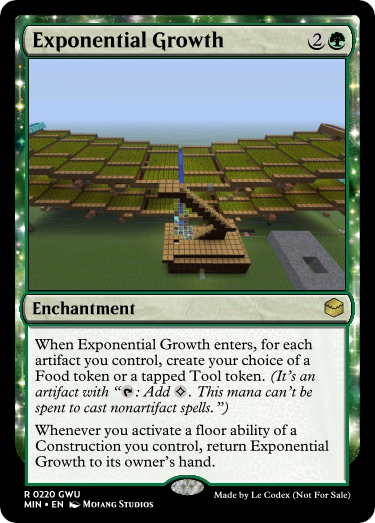 Exponential Growth 2
Enchantment
When Exponential Growth enters, for each
artifact you control, create your choice of a
Food token or a tapped Tool token. (It's an
artifact with “: Add . This mana can't be
spent to cast nonartifact spells.”)
Whenever you activate a floor ability of a
Construction you control, return Exponential
Growth to its owner's hand.
R 0220 GWU
MIN • EN Mojang Studios
Made by Le Codex (Not For Sale)